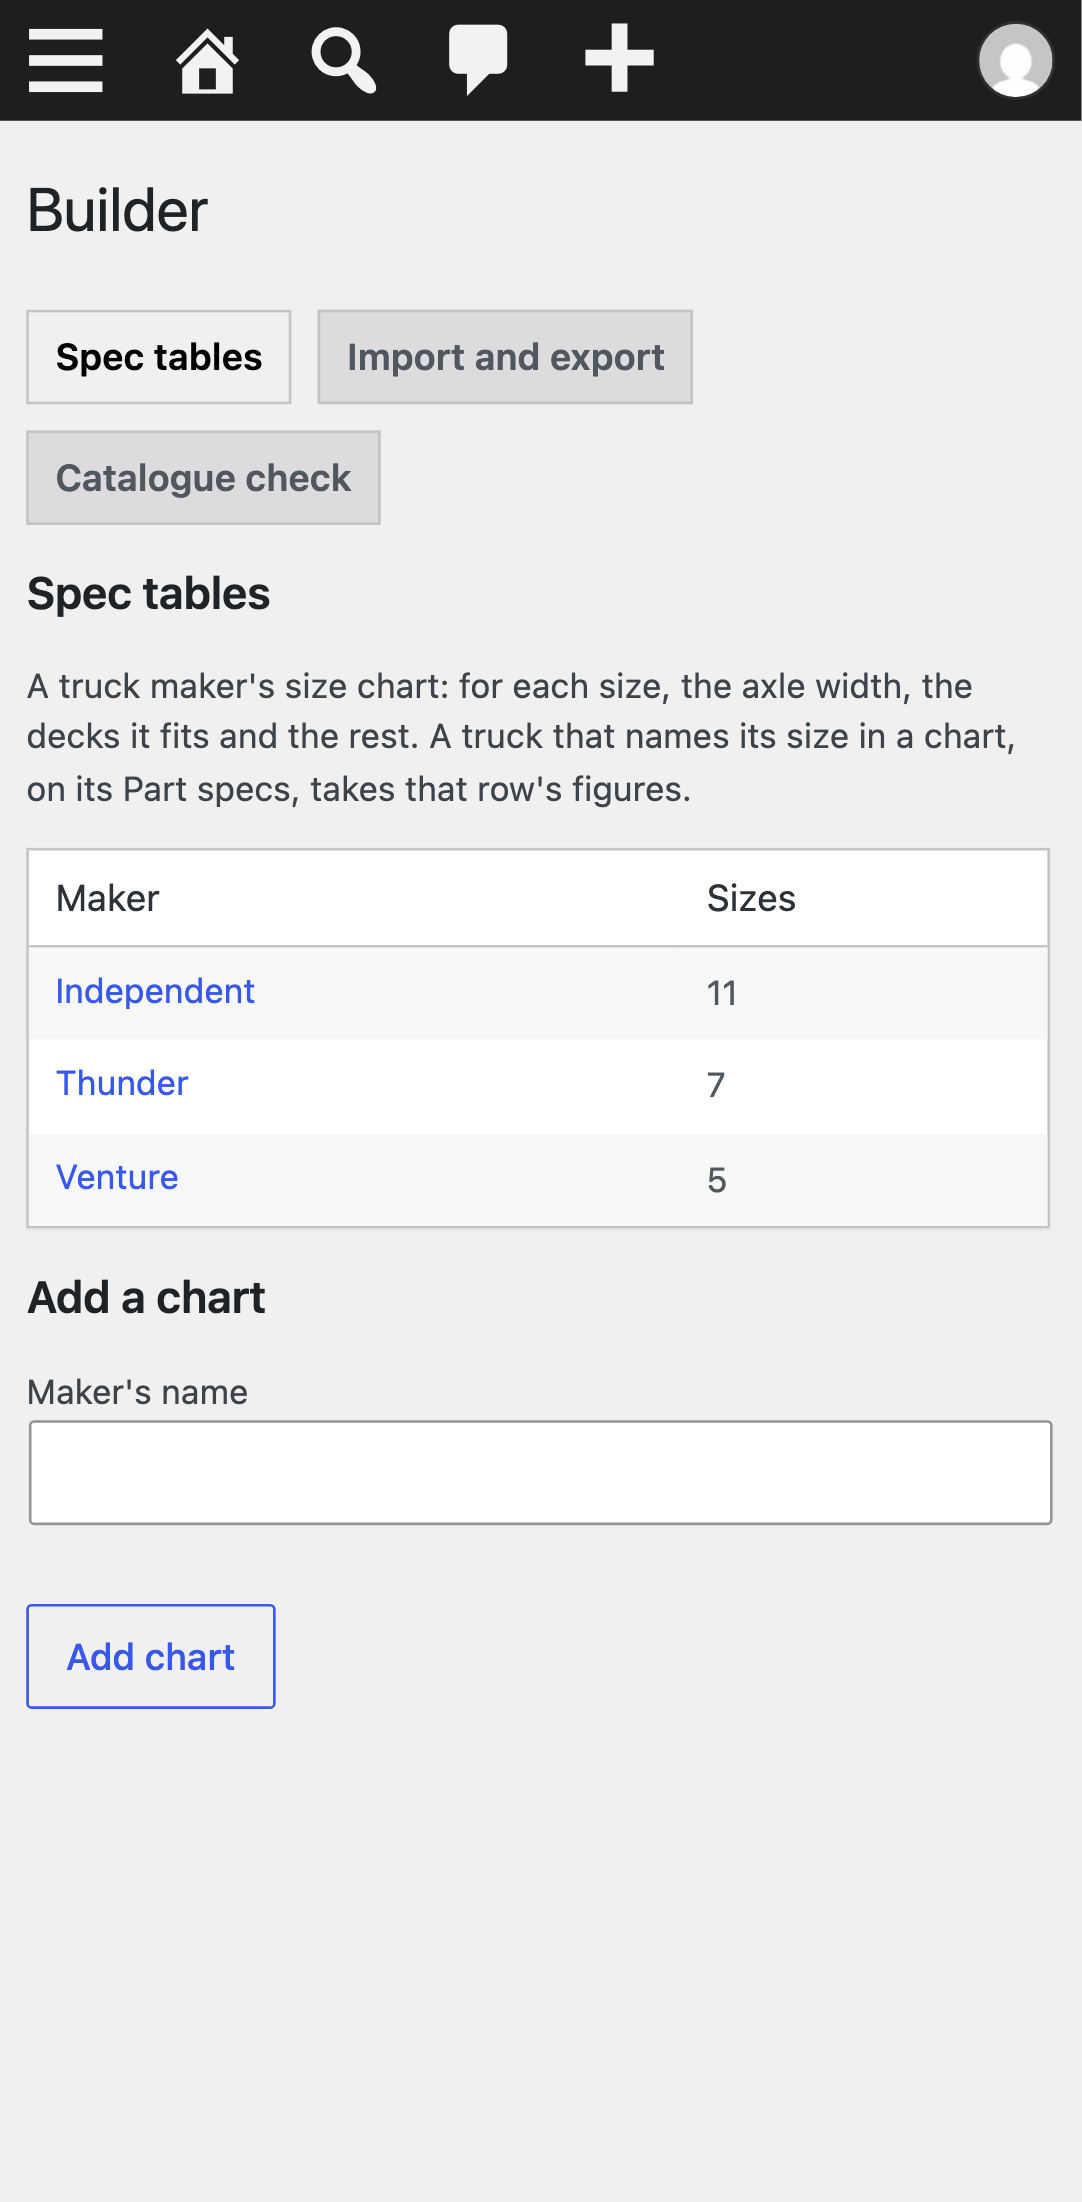 Builder
Spec tables
Import and export
Catalogue check
Spec tables
A truck maker's size chart: for each size, the axle width, the
decks it fits and the rest. A truck that names its size in a chart,
on its Part specs, takes that row's figures.
Maker Sizes
Independent 11
Thunder 7
Venture 5
Add a chart
Maker's name
Add chart